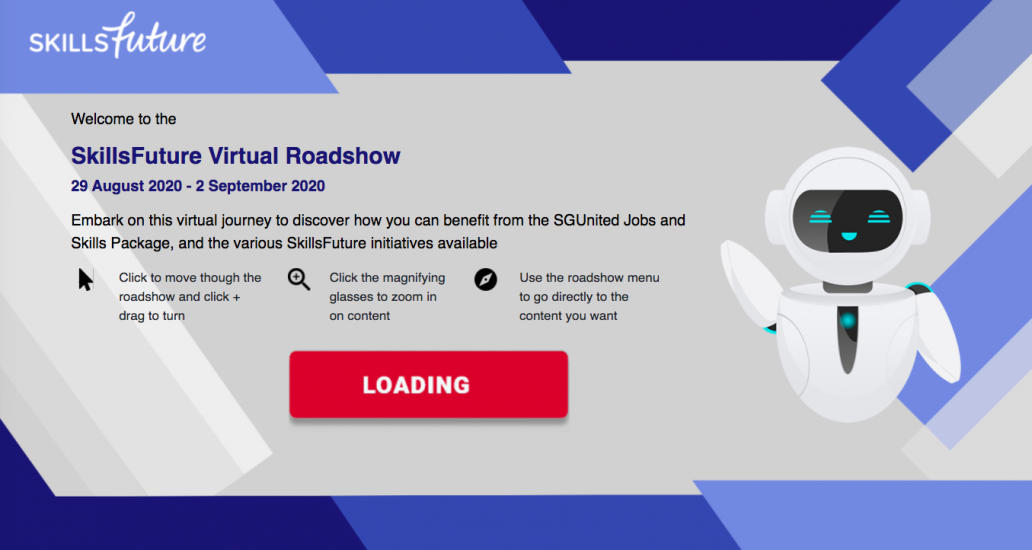 SKILLSfuture
Welcome to the
SkillsFuture Virtual Roadshow
29 August 2020 - 2 September 2020
Embark on this virtual journey to discover how you can benefit from the SGUnited Jobs and
Skills Package, and the various SkillsFuture initiatives available
Click to move though the
roadshow and click +
drag to turn
Click the magnifying
glasses to zoom in
on content
Use the roadshow menu
to go directly to the
content you want
LOADING